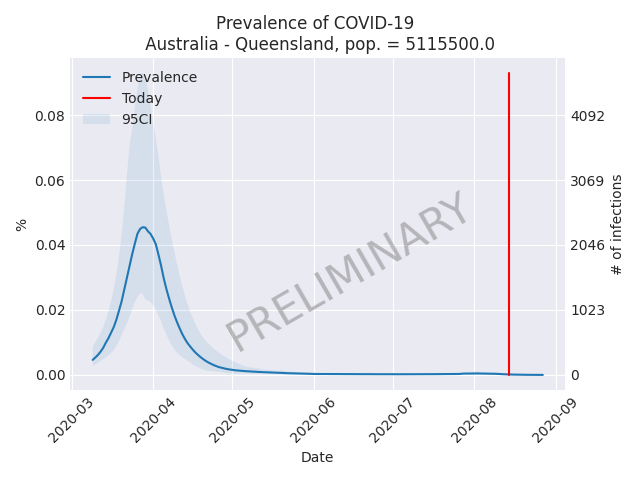 Prevalence of COVID-19
Australia - Queensland, pop. = 5115500.0
Prevalence
Today
95CI
0.08
0.06
0.04
0.02
0.00
%
4092
3069
2046
1023
0
# of infections
PRELIMINARY
2020-03
2020-04
2020-05
2020-06
2020-07
2020-08
2020-09
Date